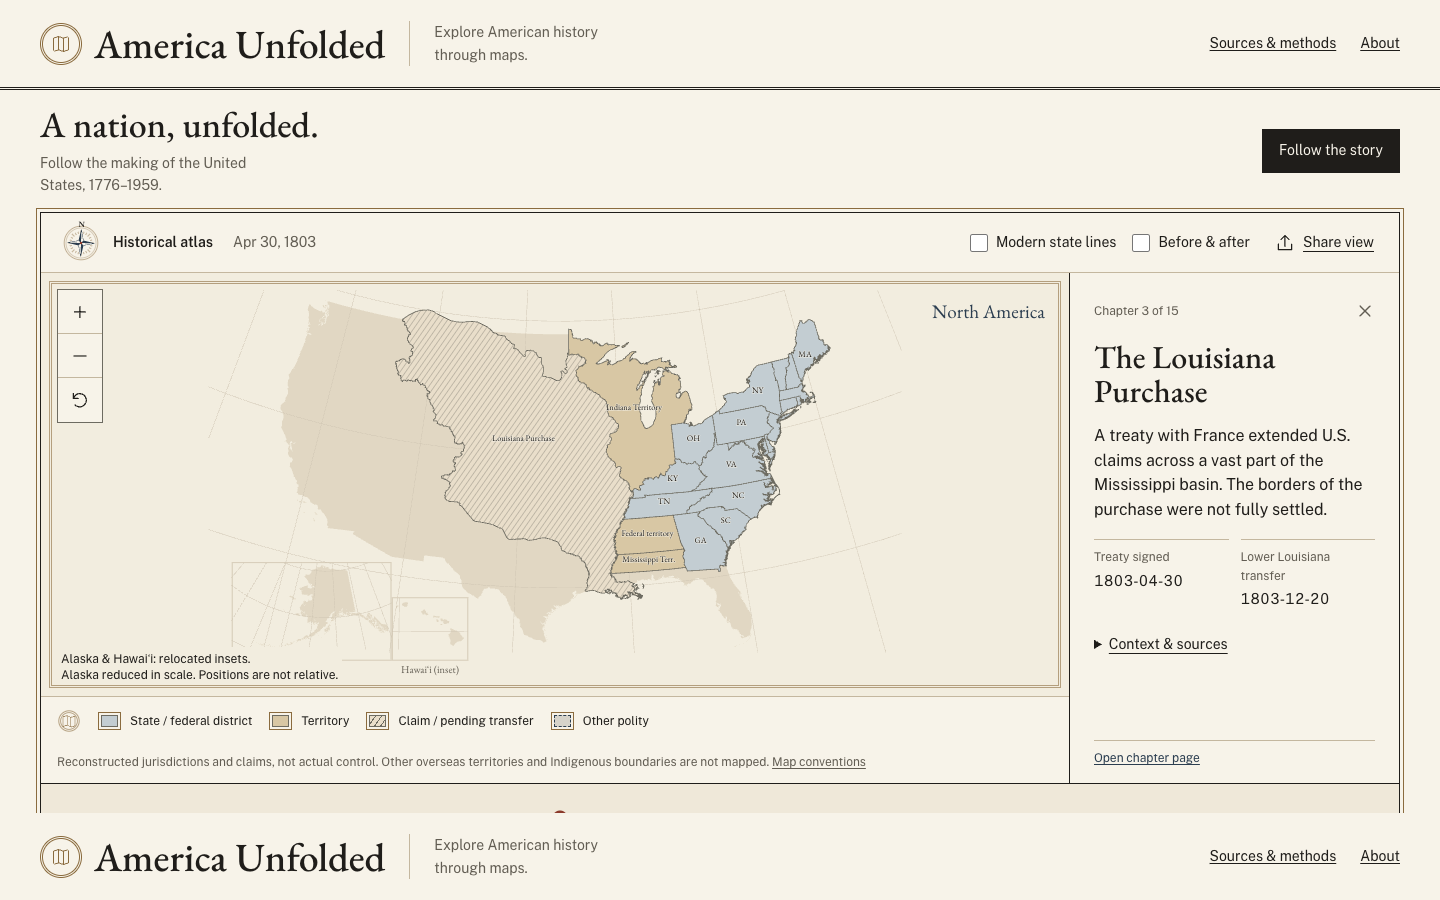 America Unfolded
Explore American history
through maps.
Sources & methods
About
A nation, unfolded.
Follow the making of the United
States, 1776–1959.
Follow the story
N
Historical atlas
Apr 30, 1803
Modern state lines
Before & after
Share view
North America
MA
NY
PA
OH
VA
KY
NC
TN
SC
GA
Indiana Territory
Louisiana Purchase
Federal territory
Mississippi Terr.
Alaska & Hawaiʻi: relocated insets.
Alaska reduced in scale. Positions are not relative.
Hawaiʻi (inset)
State / federal district
Territory
Claim / pending transfer
Other polity
Reconstructed jurisdictions and claims, not actual control. Other overseas territories and Indigenous boundaries are not mapped. Map conventions
Chapter 3 of 15
The Louisiana
Purchase
A treaty with France extended U.S.
claims across a vast part of the
Mississippi basin. The borders of the
purchase were not fully settled.
Treaty signed
1803-04-30
Lower Louisiana
transfer
1803-12-20
Context & sources
Open chapter page
America Unfolded
Explore American history
through maps.
Sources & methods
About